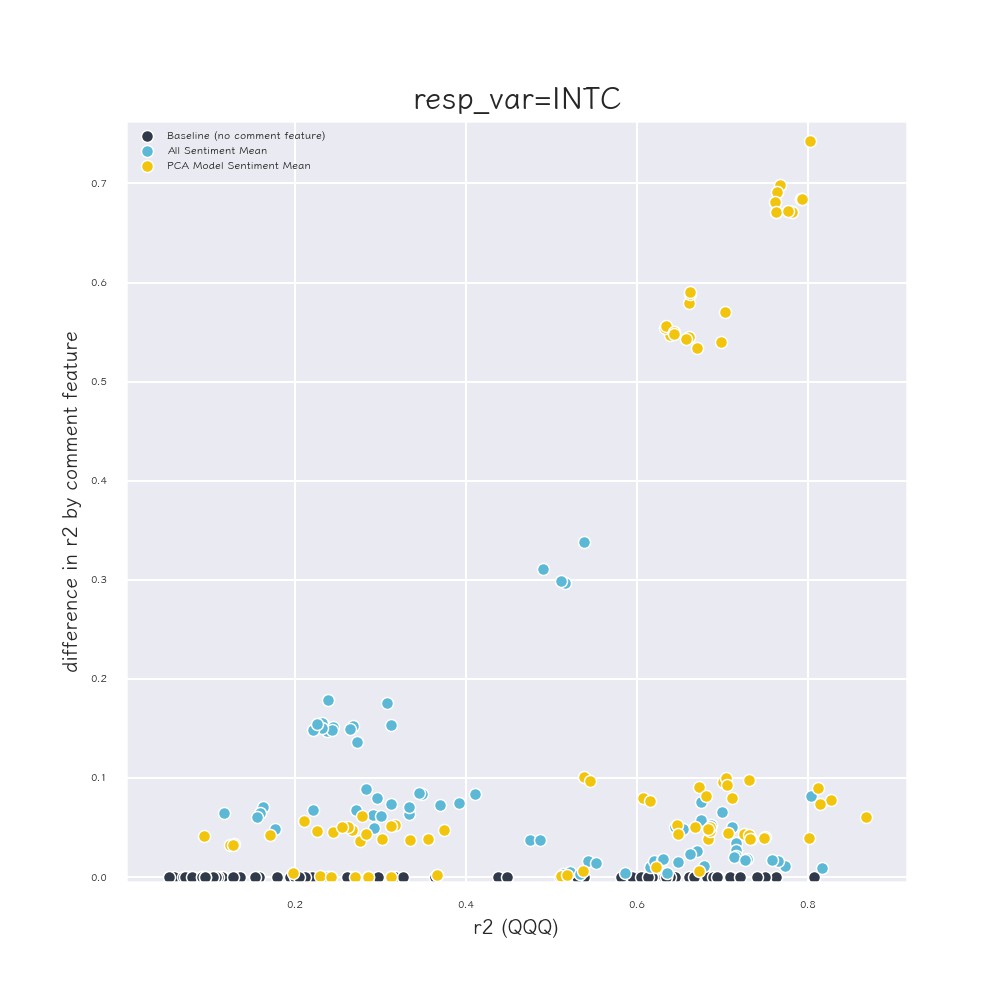 resp_var=INTC
Baseline (no comment feature)
All Sentiment Mean
PCA Model Sentiment Mean
difference in r2 by comment feature
0.7
0.6
0.5
0.4
0.3
0.2
0.1
0.0
0.2
0.4
0.6
0.8
r2 (QQQ)